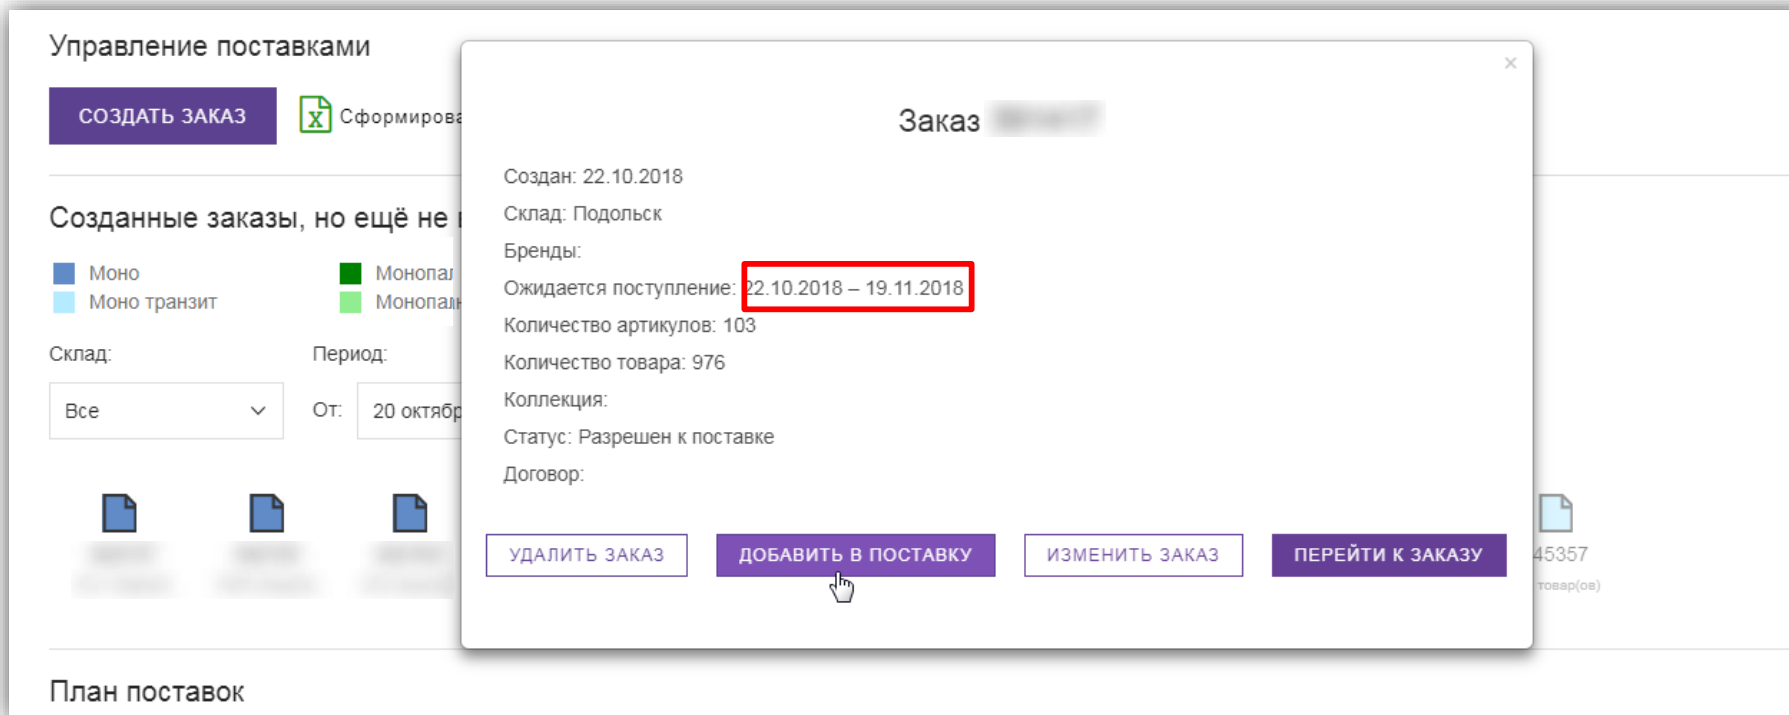 Управление поставками
СОЗДАТЬ ЗАКАЗ
Сформирова
Созданные заказы, но ещё не
Моно
Монопал
Моно транзит
Монопал
Склад:
Период:
Все
От:
20 октябр
×
Заказ
Создан: 22.10.2018
Склад: Подольск
Бренды:
Ожидается поступление: 22.10.2018 – 19.11.2018
Количество артикулов: 103
Количество товара: 976
Коллекция:
Статус: Разрешен к поставке
Договор:
УДАЛИТЬ ЗАКАЗ
ДОБАВИТЬ В ПОСТАВКУ
ИЗМЕНИТЬ ЗАКАЗ
ПЕРЕЙТИ К ЗАКАЗУ
45357
товар(ов)
План поставок